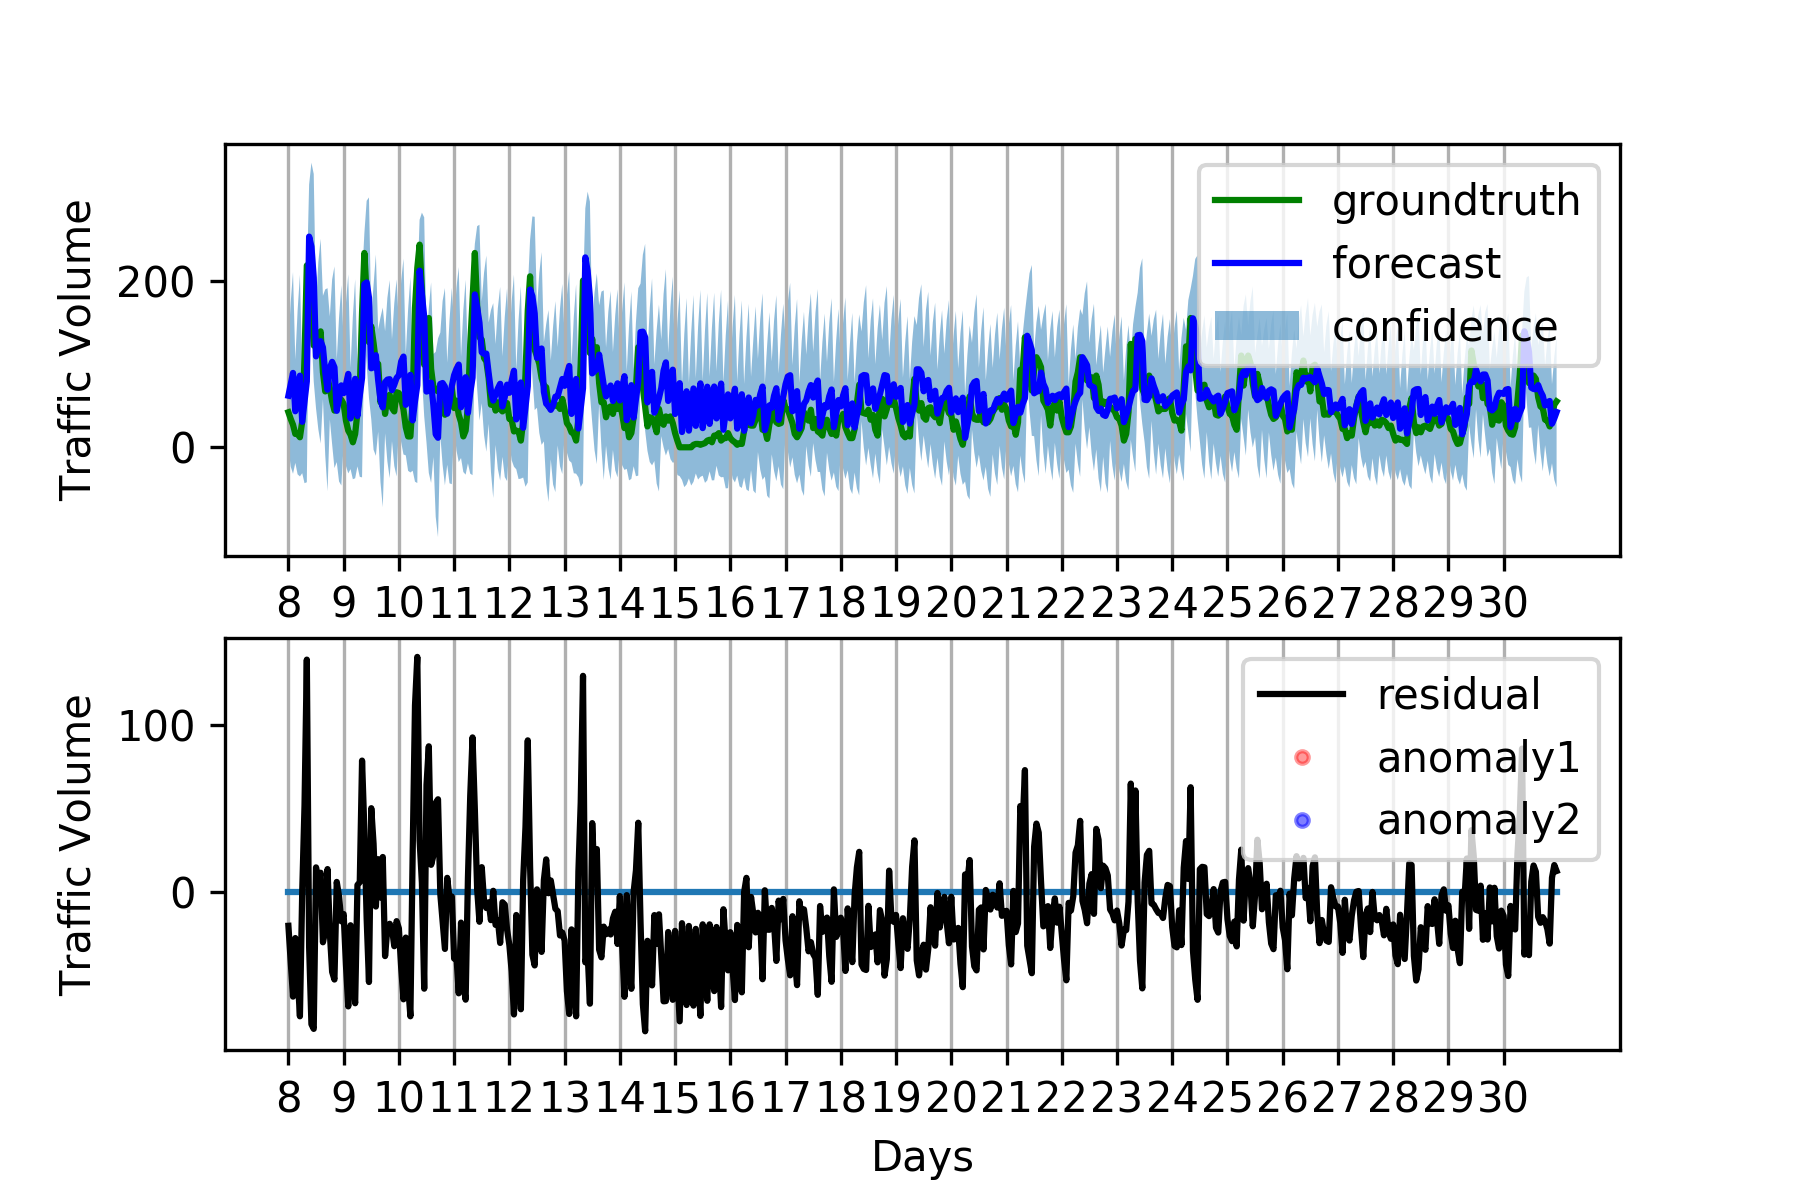 Traffic Volume
200
0
groundtruth
forecast
confidence
8 9 10 11 12 13 14 15 16 17 18 19 20 21 22 23 24 25 26 27 28 29 30
Traffic Volume
100
0
residual
anomaly1
anomaly2
8 9 10 11 12 13 14 15 16 17 18 19 20 21 22 23 24 25 26 27 28 29 30
Days